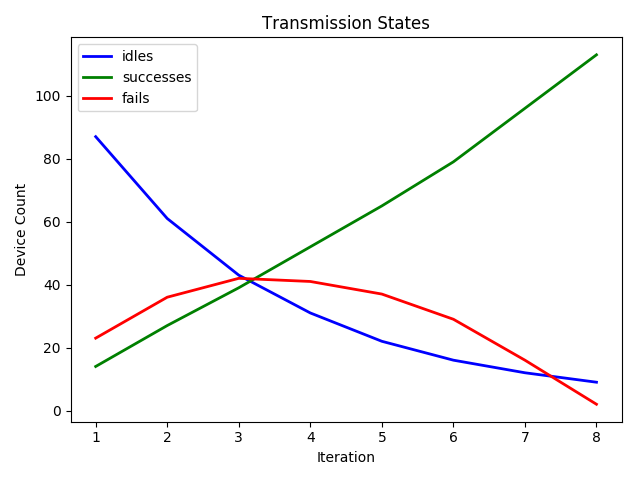 Transmission States
idles
successes
fails
Device Count
100
80
60
40
20
0
1 2 3 4 5 6 7 8
Iteration